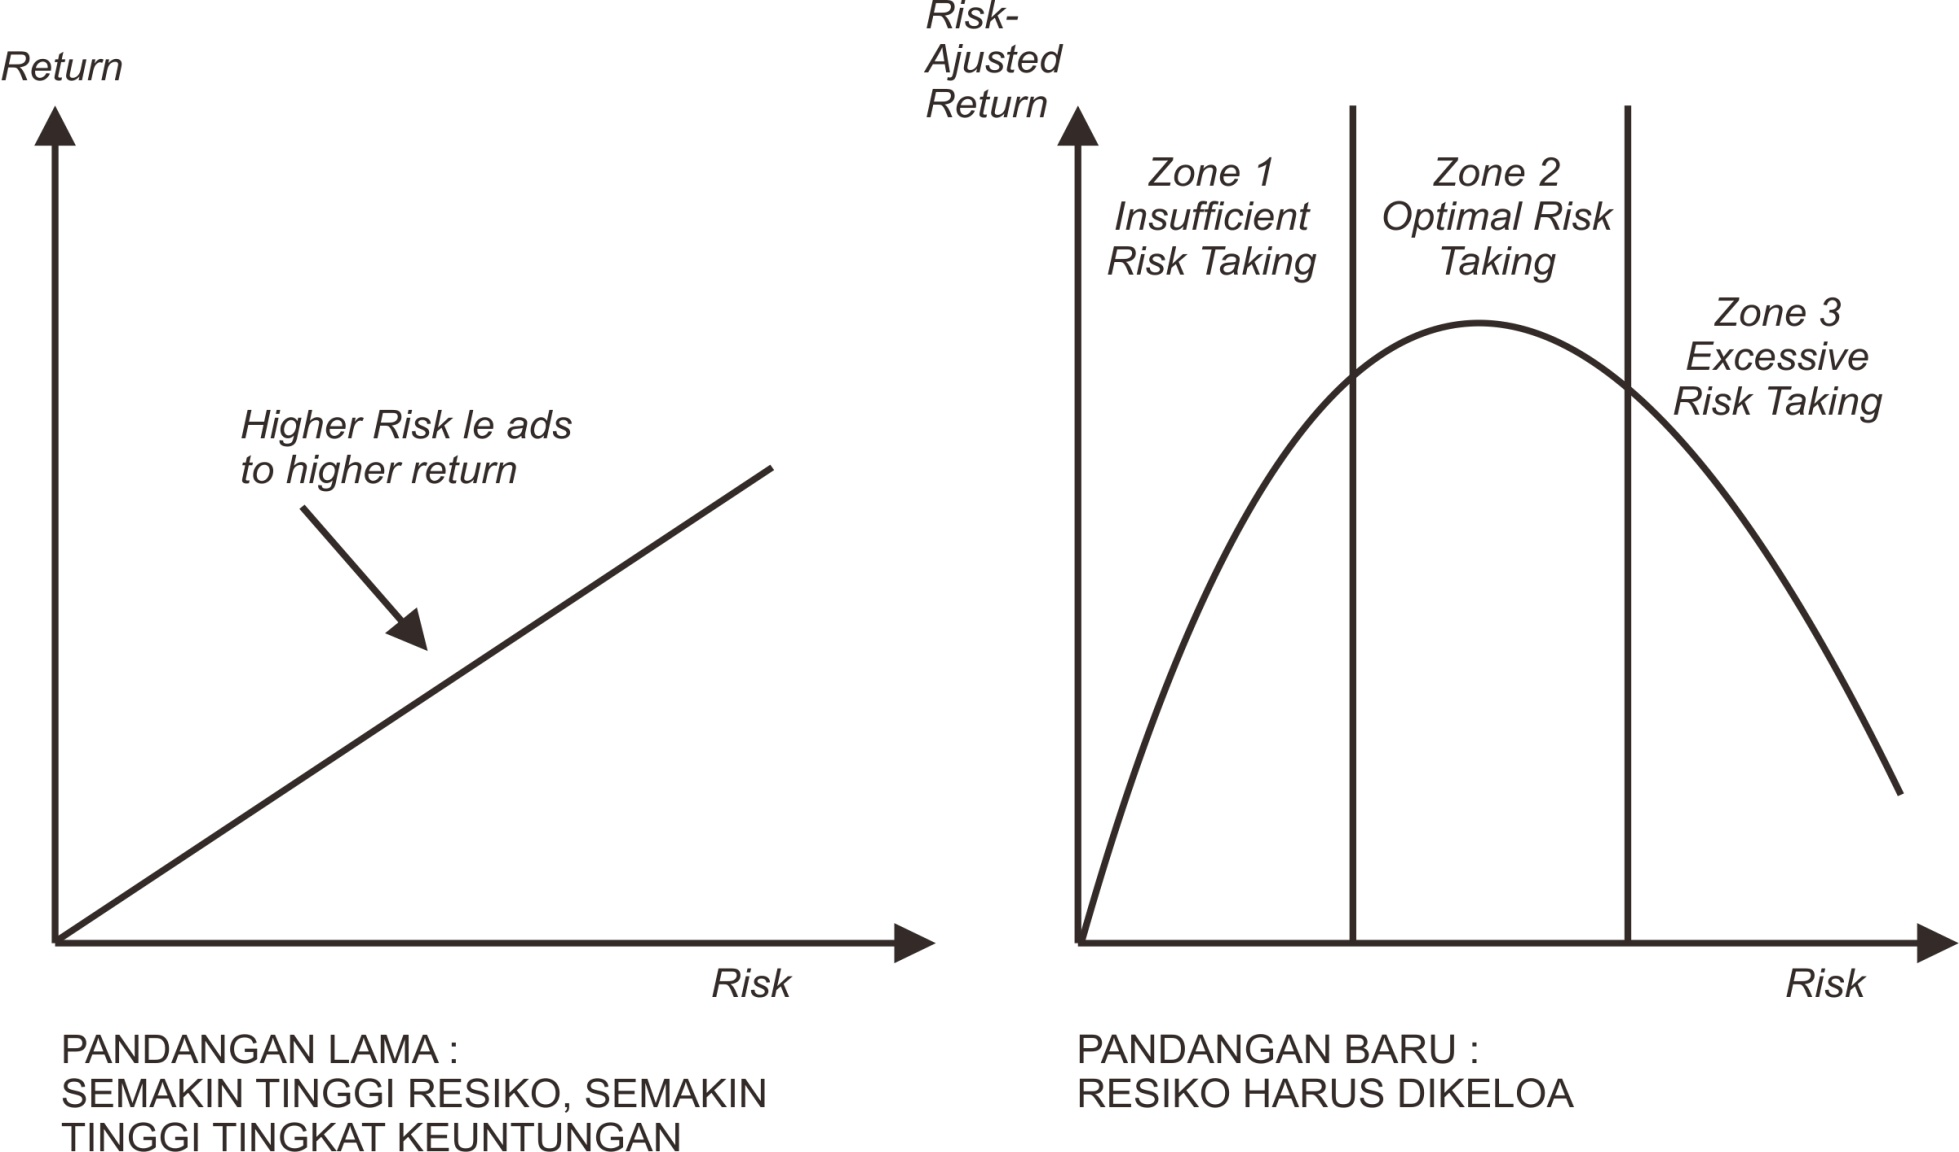 Return
Higher Risk le ads
to higher return
Risk
PANDANGAN LAMA :
SEMAKIN TINGGI RESIKO, SEMAKIN
TINGGI TINGKAT KEUNTUNGAN
Risk-
Ajusted
Return
Zone 1
Insufficient
Risk Taking
Zone 2
Optimal Risk
Taking
Zone 3
Excessive
Risk Taking
Risk
PANDANGAN BARU :
RESIKO HARUS DIKELOA